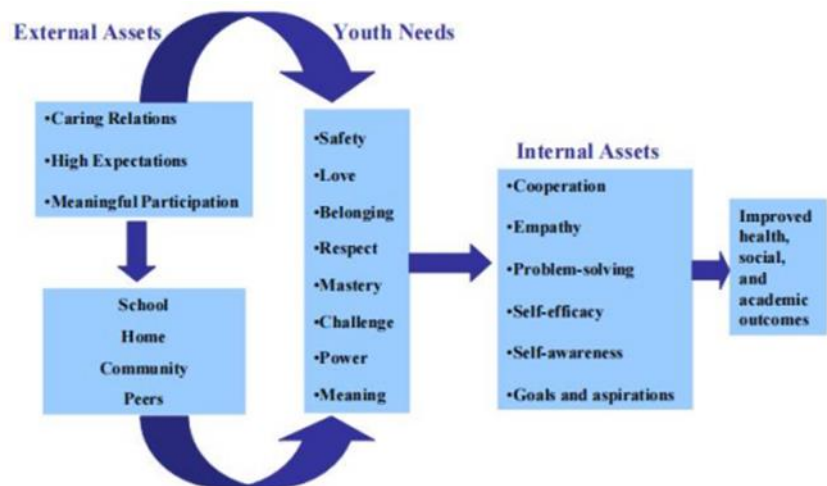 External Assets
•Caring Relations
•High Expectations
•Meaningful Participation
School
Home
Community
Peers
Youth Needs
•Safety
•Love
•Belonging
•Respect
•Mastery
•Challenge
•Power
•Meaning
Internal Assets
•Cooperation
•Empathy
•Problem-solving
•Self-efficacy
•Self-awareness
•Goals and aspirations
Improved
health,
social,
and
academic
outcomes